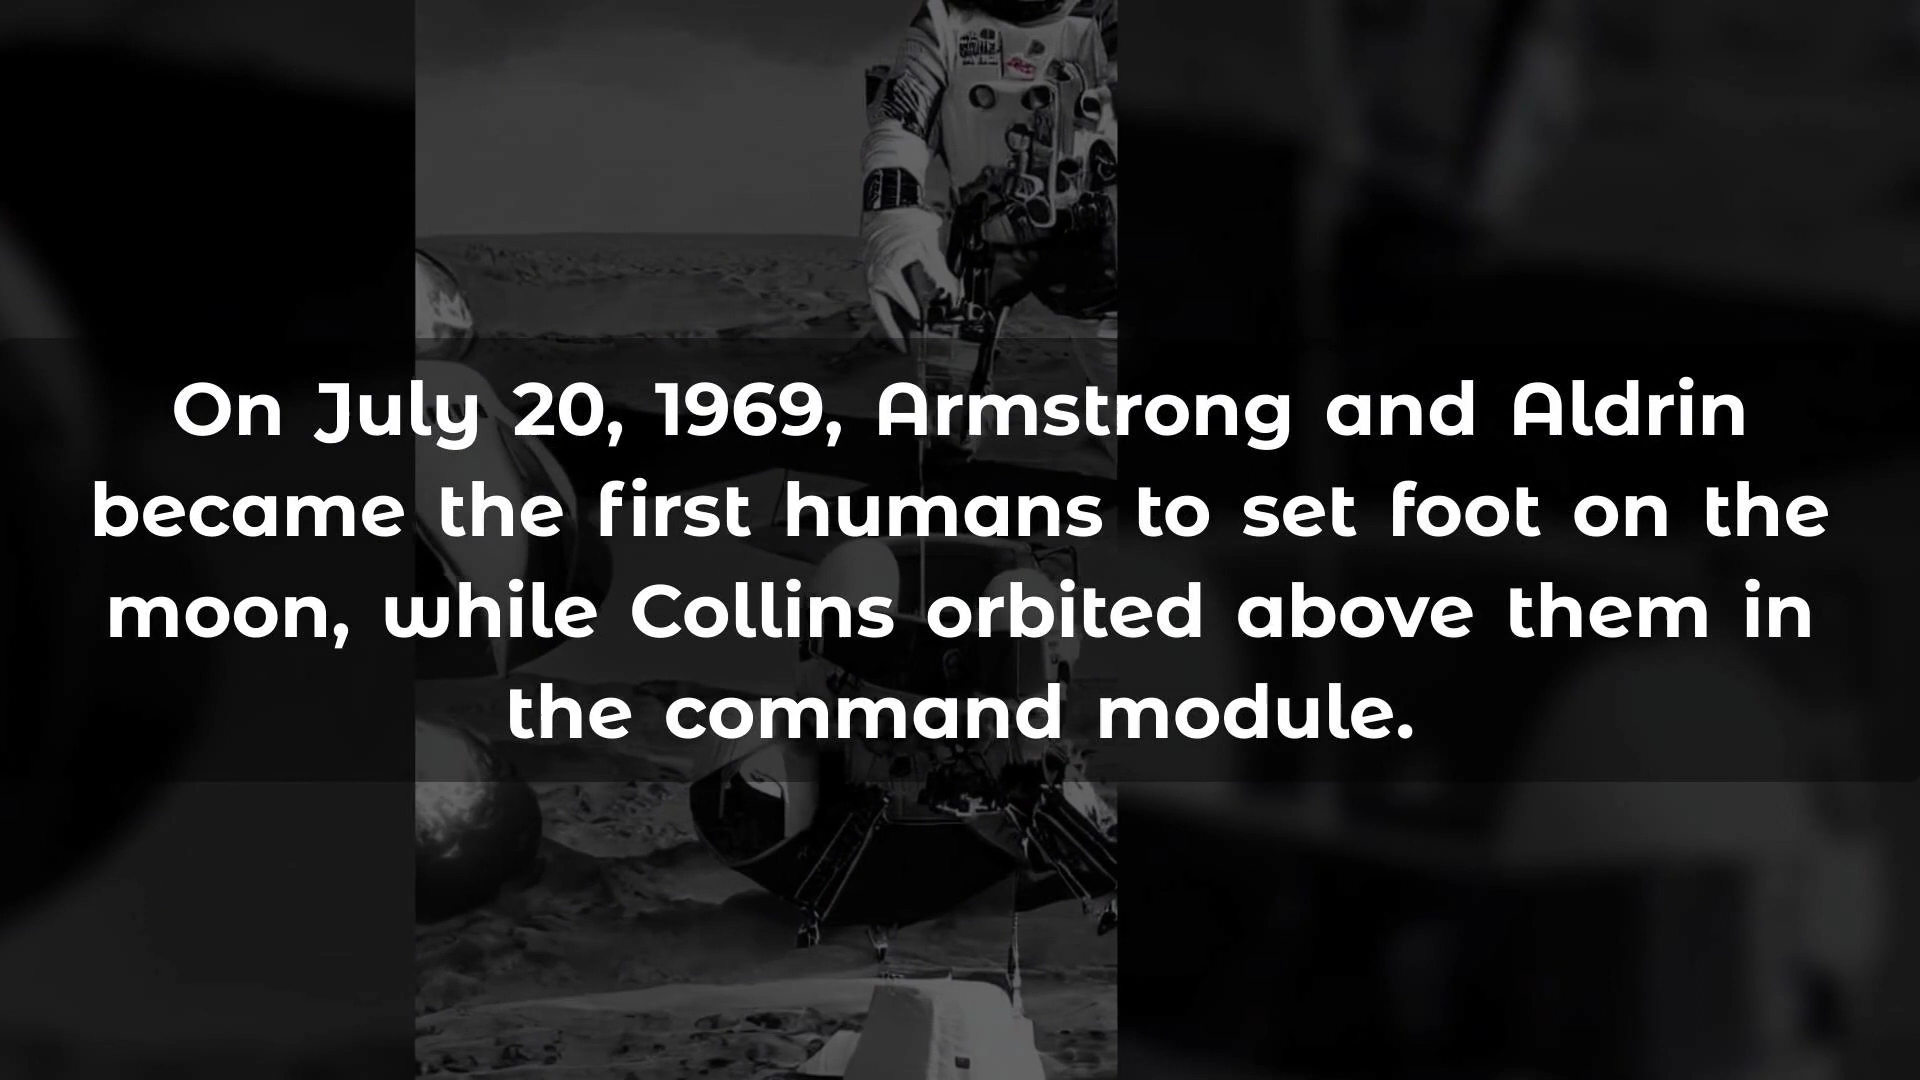 On July 20, 1969, Armstrong and Aldrin
became the first humans to set foot on the
moon, while Collins orbited above them in
the command module.